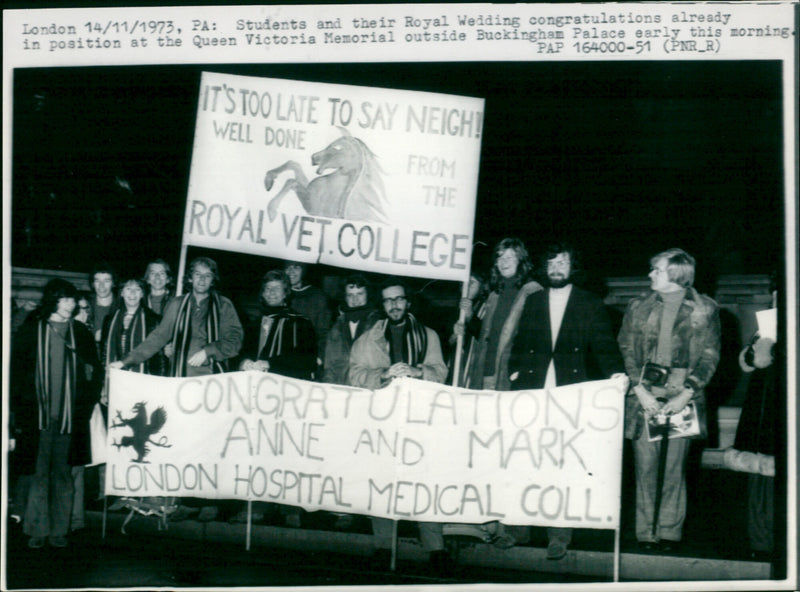 London 14/11/1973, PA: Students and their Royal Wedding congratulations already
in position at the Queen Victoria Memorial outside Buckingham Palace early this morning.
PAP 164000-51 (PNR_R)
IT'S TOO LATE TO SAY NEIGH!
WELL DONE
FROM
THE
ROYAL VET. COLLEGE
CONGRATULATIONS
ANNE AND MARK
LONDON HOSPITAL MEDICAL COLL.